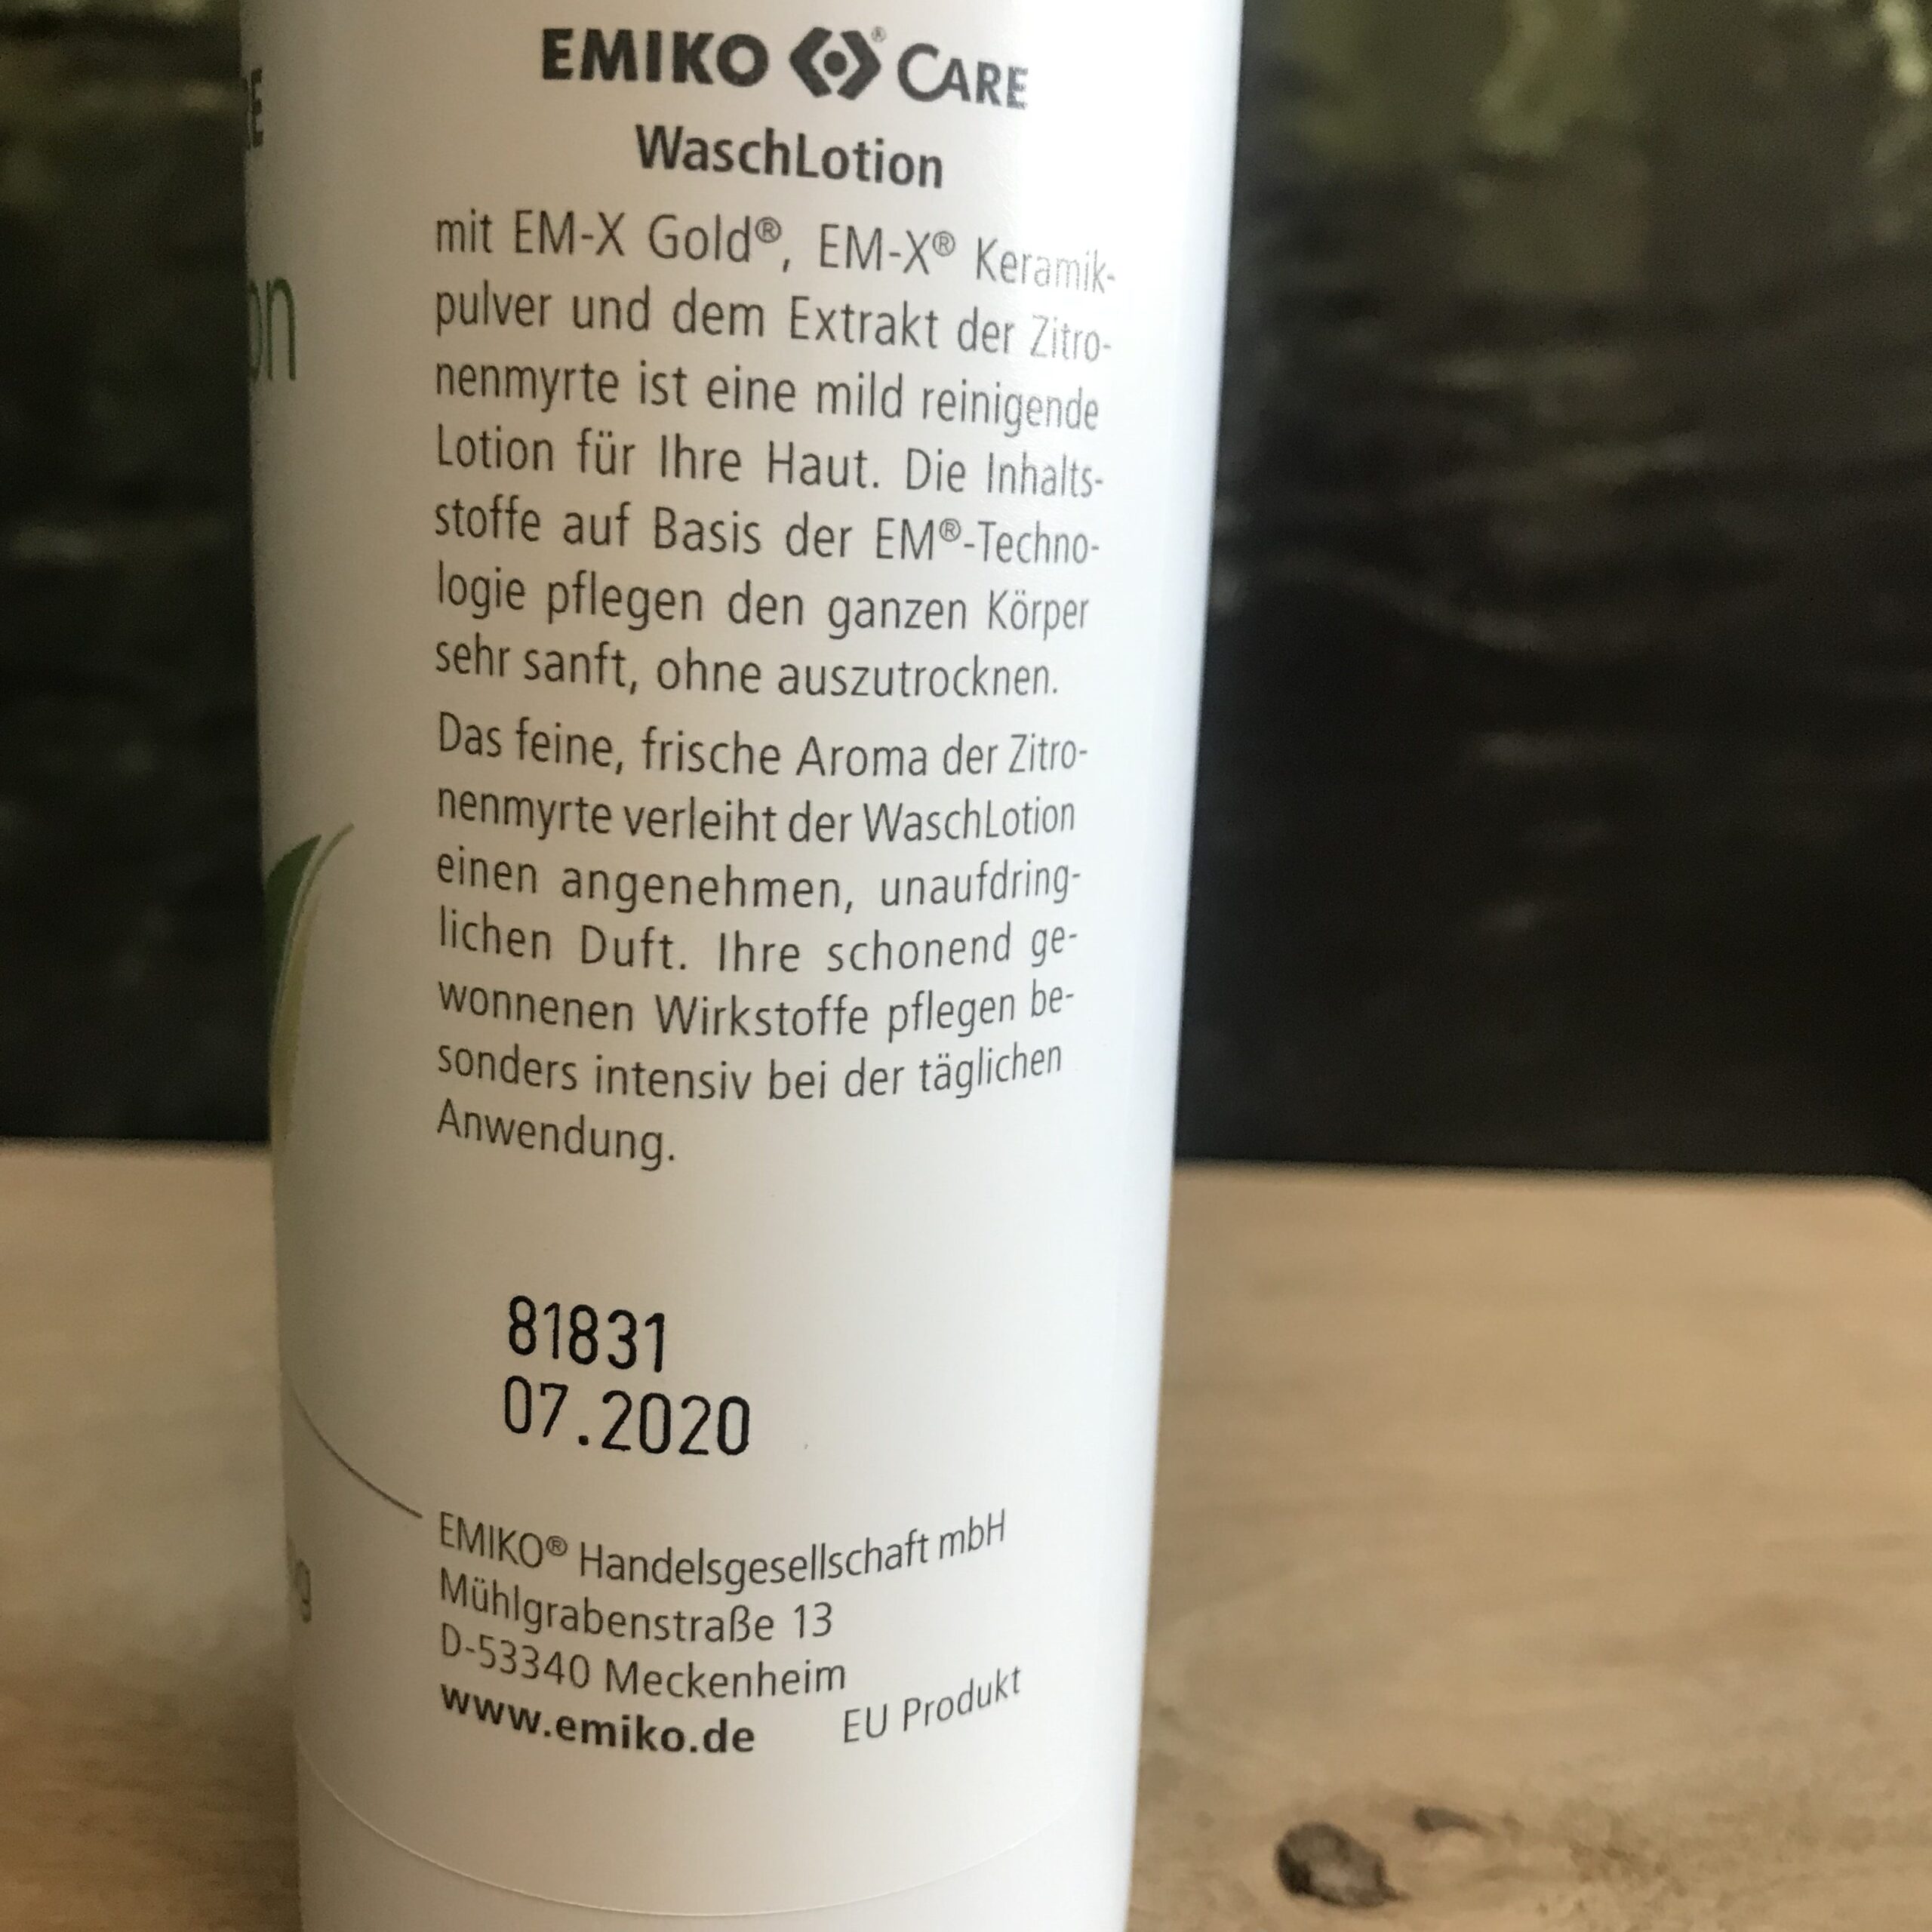 EMIKO ® CARE
WaschLotion
mit EM-X Gold®, EM-X® Keramik-
pulver und dem Extrakt der Zitro-
nenmyrte ist eine mild reinigende
Lotion für Ihre Haut. Die Inhalts-
stoffe auf Basis der EM®-Techno-
logie pflegen den ganzen Körper
sehr sanft, ohne auszutrocknen.
Das feine, frische Aroma der Zitro-
nenmyrte verleiht der WaschLotion
einen angenehmen, unaufdring-
lichen Duft. Ihre schonend ge-
wonnenen Wirkstoffe pflegen be-
sonders intensiv bei der täglichen
Anwendung.
81831
07.2020
EMIKO® Handelsgesellschaft mbH
Mühlgrabenstraße 13
D-53340 Meckenheim
www.emiko.de EU Produkt